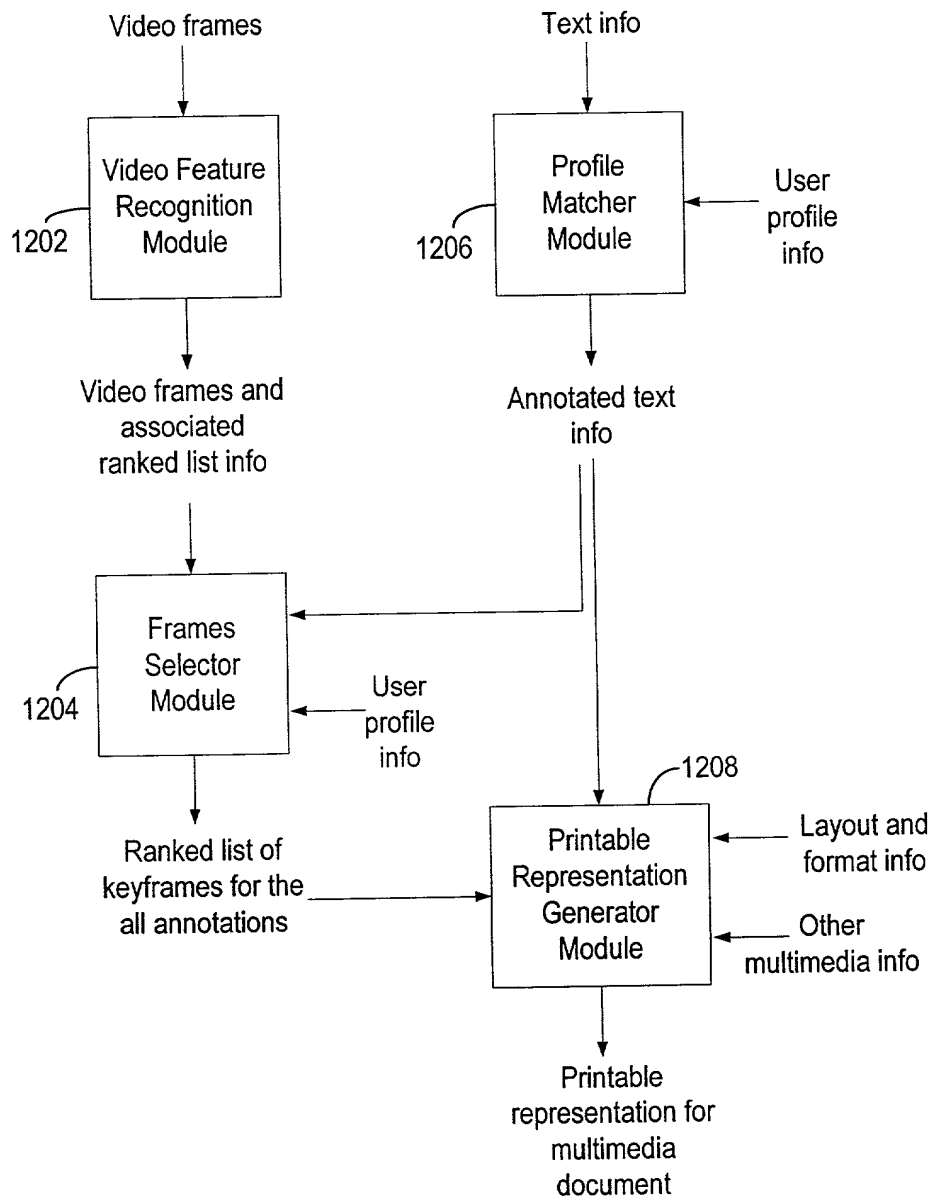 Video frames
Text info
Video Feature
Recognition
Module
1202
Profile
Matcher
Module
1206
User
profile
info
Video frames and
associated
ranked list info
Annotated text
info
Frames
Selector
Module
1204
User
profile
info
1208
Ranked list of
keyframes for the
all annotations
Printable
Representation
Generator
Module
Layout and
format info
Other
multimedia info
Printable
representation for
multimedia
document